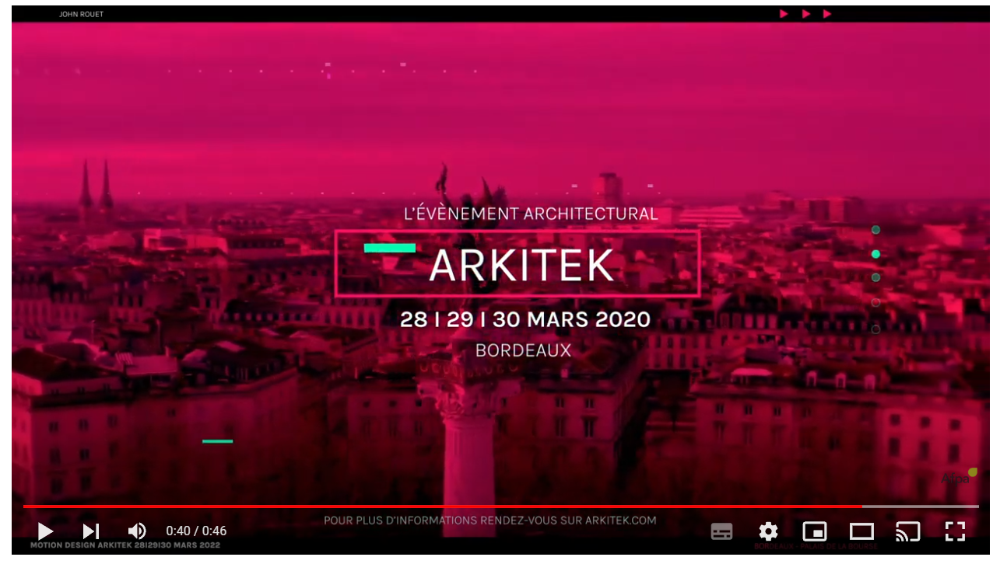 JOHN ROUET
L'ÉVÈNEMENT ARCHITECTURAL
ARKITEK
28 I 29 I 30 MARS 2020
BORDEAUX
Afpa
POUR PLUS D'INFORMATIONS RENDEZ-VOUS SUR ARKITEK.COM
0:40 / 0:46
MOTION DESIGN ARKITEK 28I29I30 MARS 2022
BORDEAUX - PALAIS DE LA BOURSE